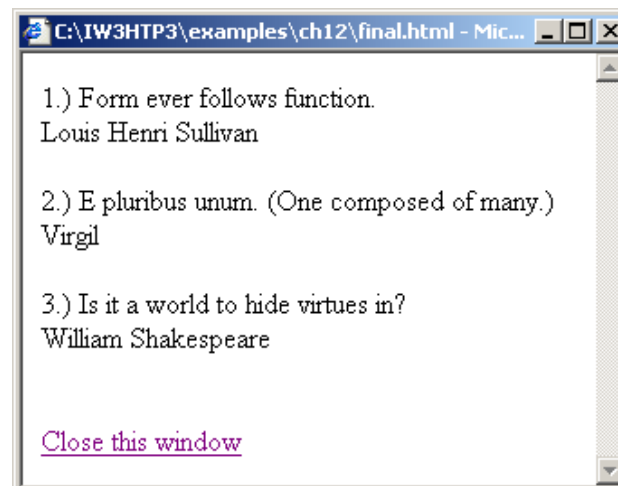 C:\IW3HTP3\examples\ch12\final.html - Mic...
1.) Form ever follows function.
Louis Henri Sullivan
2.) E pluribus unum. (One composed of many.)
Virgil
3.) Is it a world to hide virtues in?
William Shakespeare
Close this window